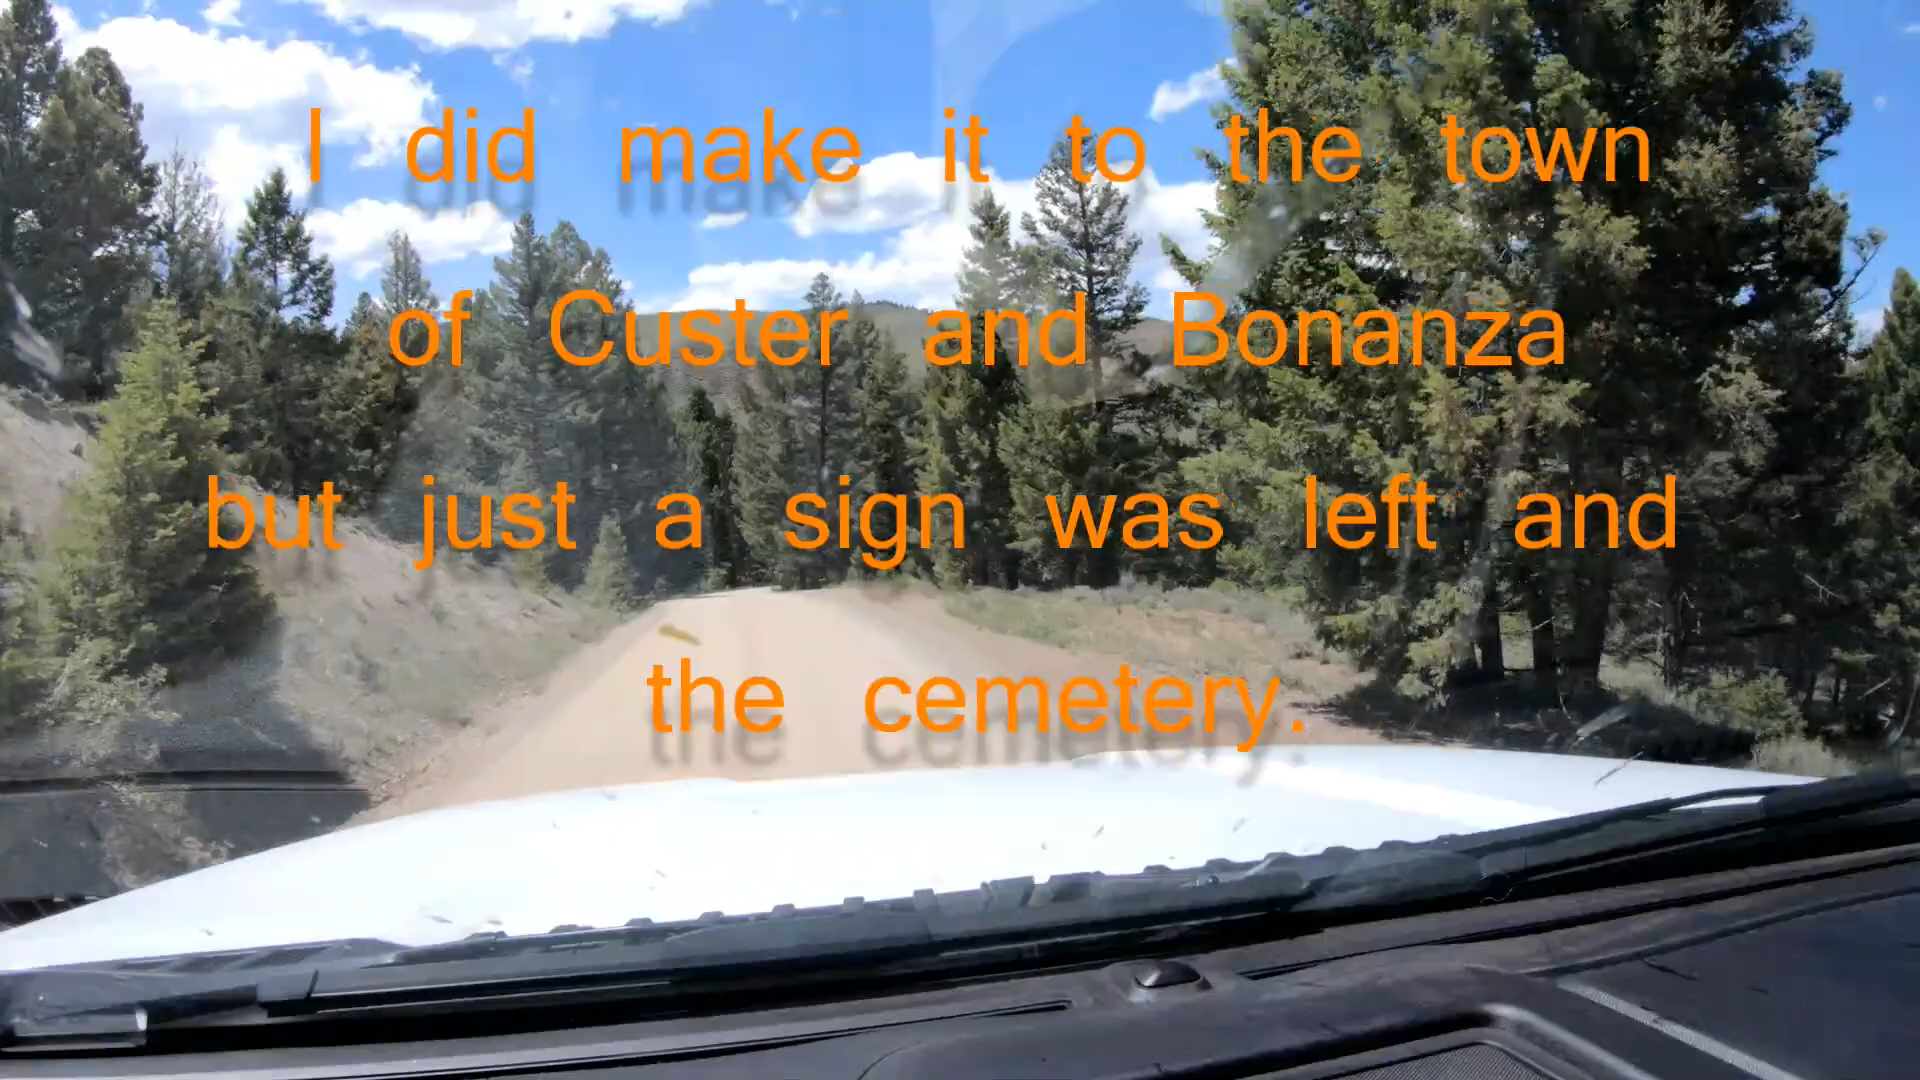 I did make it to the town
of Custer and Bonanza
but just a sign was left and
the cemetery.